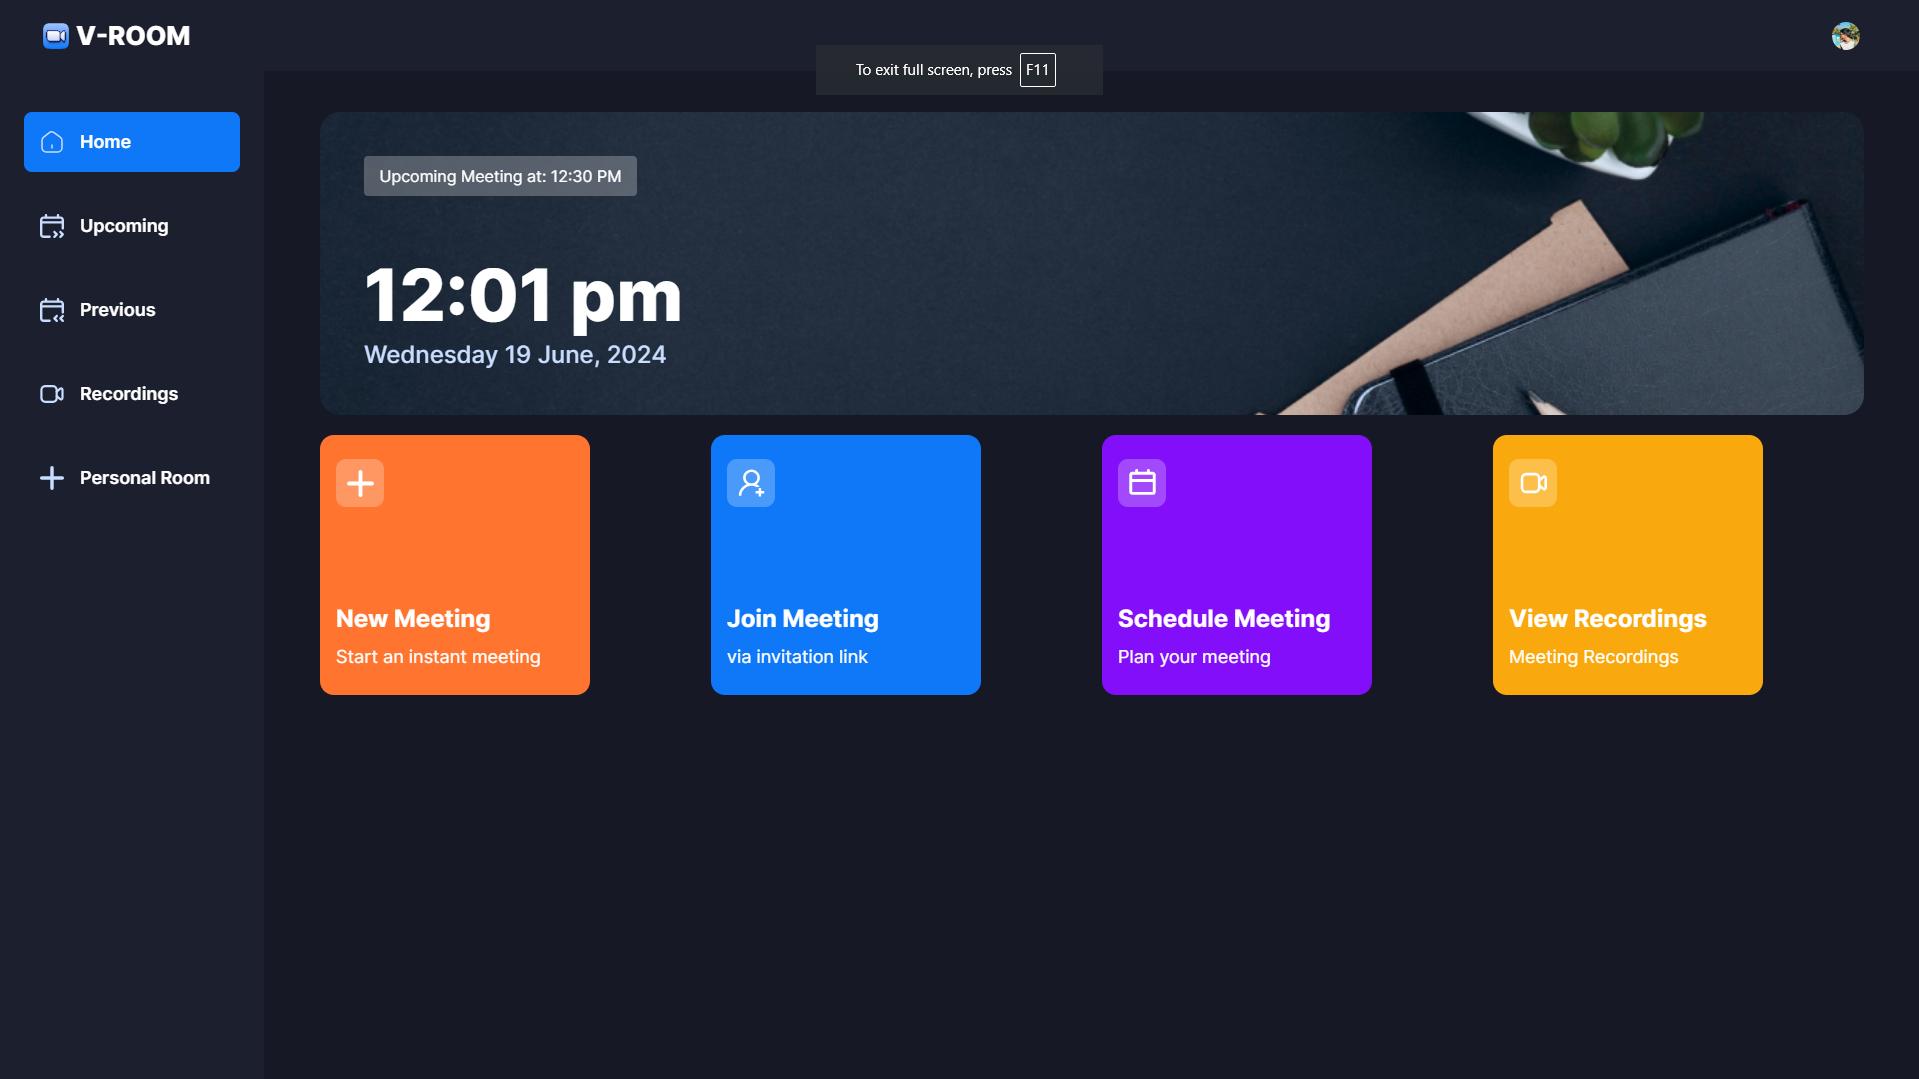 V-ROOM
To exit full screen, press F11
Home
Upcoming
Previous
Recordings
Personal Room
Upcoming Meeting at: 12:30 PM
12:01 pm
Wednesday 19 June, 2024
New Meeting
Start an instant meeting
Join Meeting
via invitation link
Schedule Meeting
Plan your meeting
View Recordings
Meeting Recordings